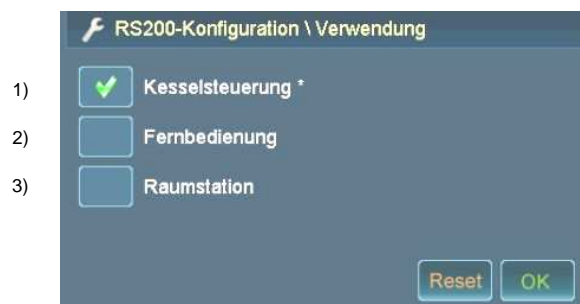 RS200-Konfiguration \ Verwendung
1) Kesselsteuerung *
2) Fernbedienung
3) Raumstation
Reset OK